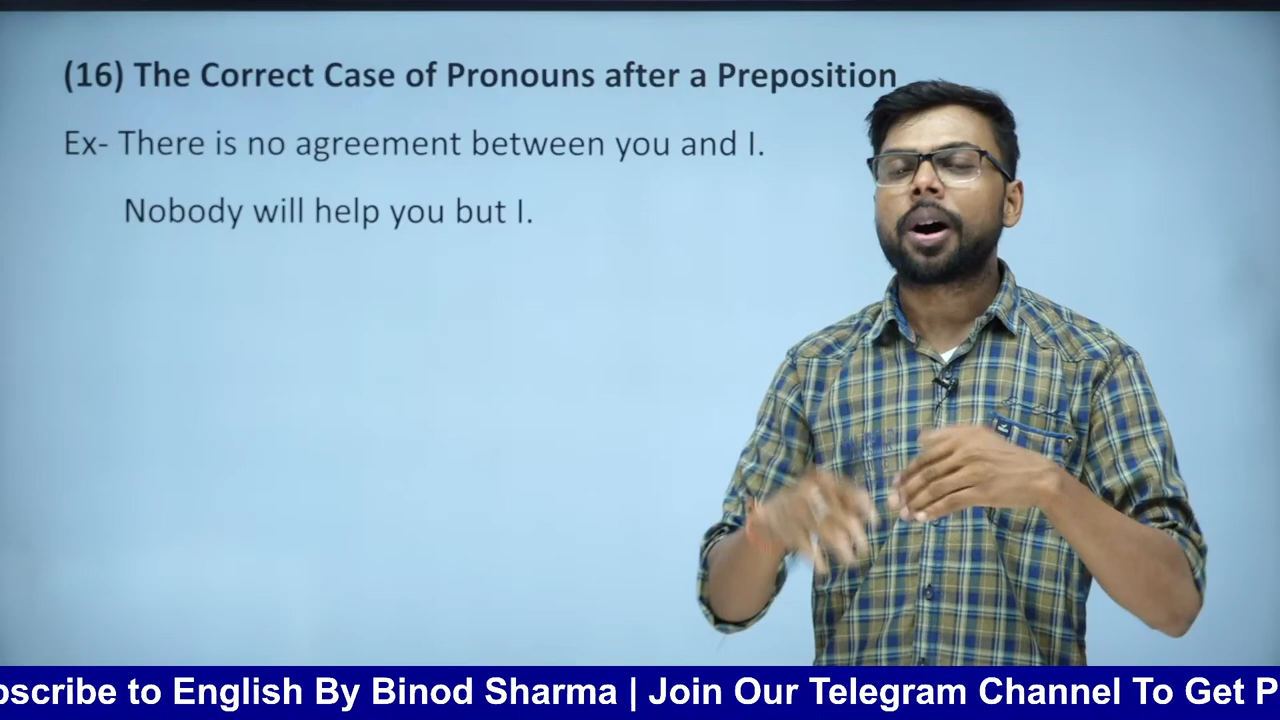 (16) The Correct Case of Pronouns after a Preposition
Ex- There is no agreement between you and I.
Nobody will help you but I.
to English By Binod Sharma | Join Our Telegram Channel To Get